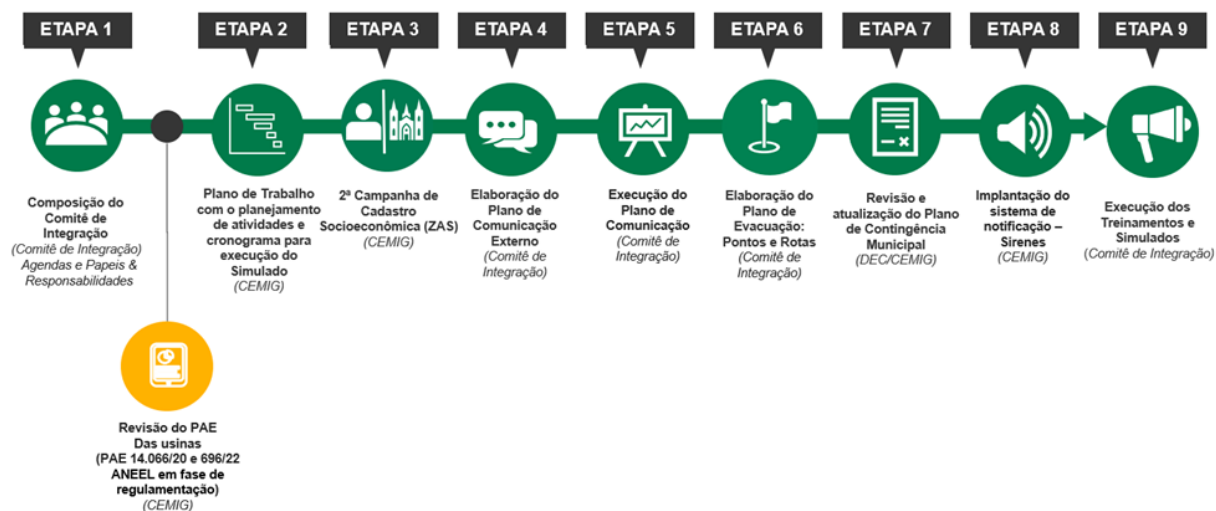 ETAPA 1
ETAPA 2
ETAPA 3
ETAPA 4
ETAPA 5
ETAPA 6
ETAPA 7
ETAPA 8
ETAPA 9
Composição do
Comitê de
Integração
(Comitê de Integração)
Agendas e Papeis &
Responsabilidades
Plano de Trabalho
com o planejamento
de atividades e
cronograma para
execução do
Simulado
(CEMIG)
2ª Campanha de
Cadastro
Socioeconômica (ZAS)
(CEMIG)
Elaboração do
Plano de
Comunicação
Externo
(Comitê de
Integração)
Execução do
Plano de
Comunicação
(Comitê de
Integração)
Elaboração do
Plano de
Evacuação:
Pontos e Rotas
(Comitê de
Integração)
Revisão e
atualização do Plano
de Contingência
Municipal
(DEC/CEMIG)
Implantação do
sistema de
notificação –
Sirenes
(CEMIG)
Execução dos
Treinamentos e
Simulados
(Comitê de Integração)
Revisão do PAE
Das usinas
(PAE 14.066/20 e 696/22
ANEEL em fase de
regulamentação)
(CEMIG)